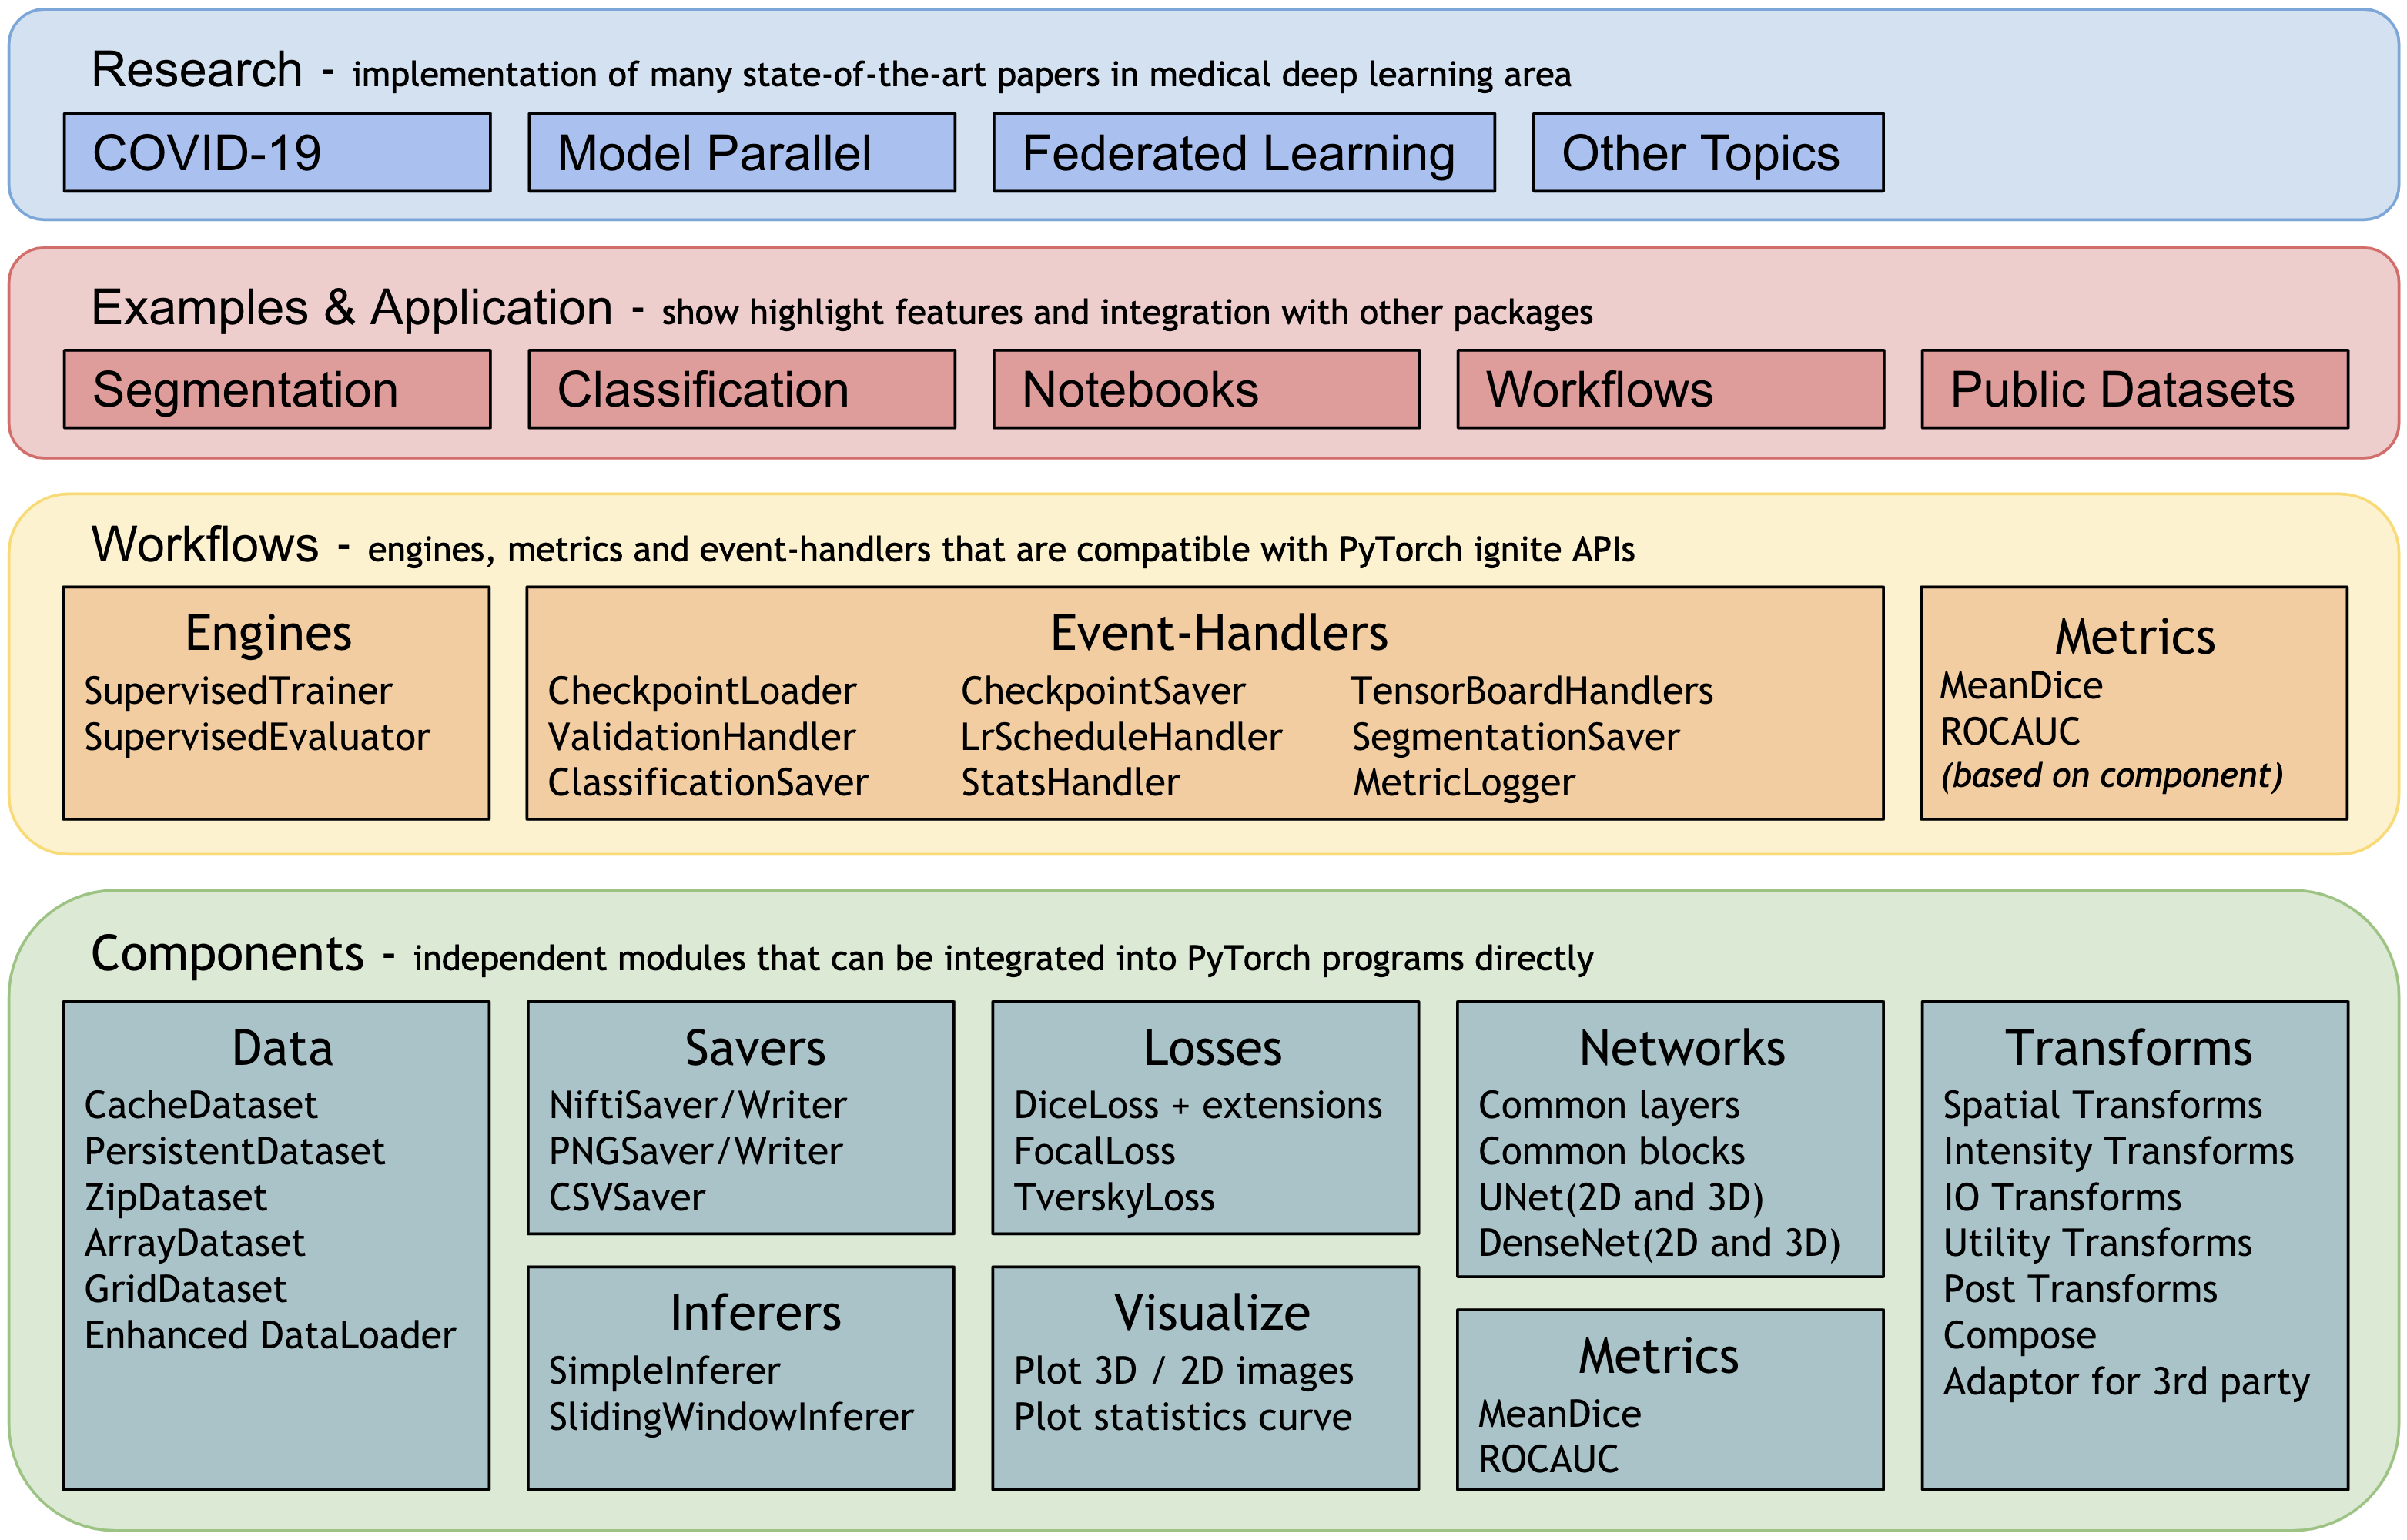 Research - implementation of many state-of-the-art papers in medical deep learning area
COVID-19
Model Parallel
Federated Learning
Other Topics
Examples & Application - show highlight features and integration with other packages
Segmentation
Classification
Notebooks
Workflows
Public Datasets
Workflows - engines, metrics and event-handlers that are compatible with PyTorch ignite APIs
Engines
SupervisedTrainer
SupervisedEvaluator
Event-Handlers
CheckpointLoader CheckpointSaver TensorBoardHandlers
ValidationHandler LrScheduleHandler SegmentationSaver
ClassificationSaver StatsHandler MetricLogger
Metrics
MeanDice
ROCAUC
(based on component)
Components - independent modules that can be integrated into PyTorch programs directly
Data
CacheDataset
PersistentDataset
ZipDataset
ArrayDataset
GridDataset
Enhanced DataLoader
Savers
NiftiSaver/Writer
PNGSaver/Writer
CSVSaver
Inferers
SimpleInferer
SlidingWindowInferer
Losses
DiceLoss + extensions
FocalLoss
TverskyLoss
Visualize
Plot 3D / 2D images
Plot statistics curve
Networks
Common layers
Common blocks
UNet(2D and 3D)
DenseNet(2D and 3D)
Metrics
MeanDice
ROCAUC
Transforms
Spatial Transforms
Intensity Transforms
IO Transforms
Utility Transforms
Post Transforms
Compose
Adaptor for 3rd party